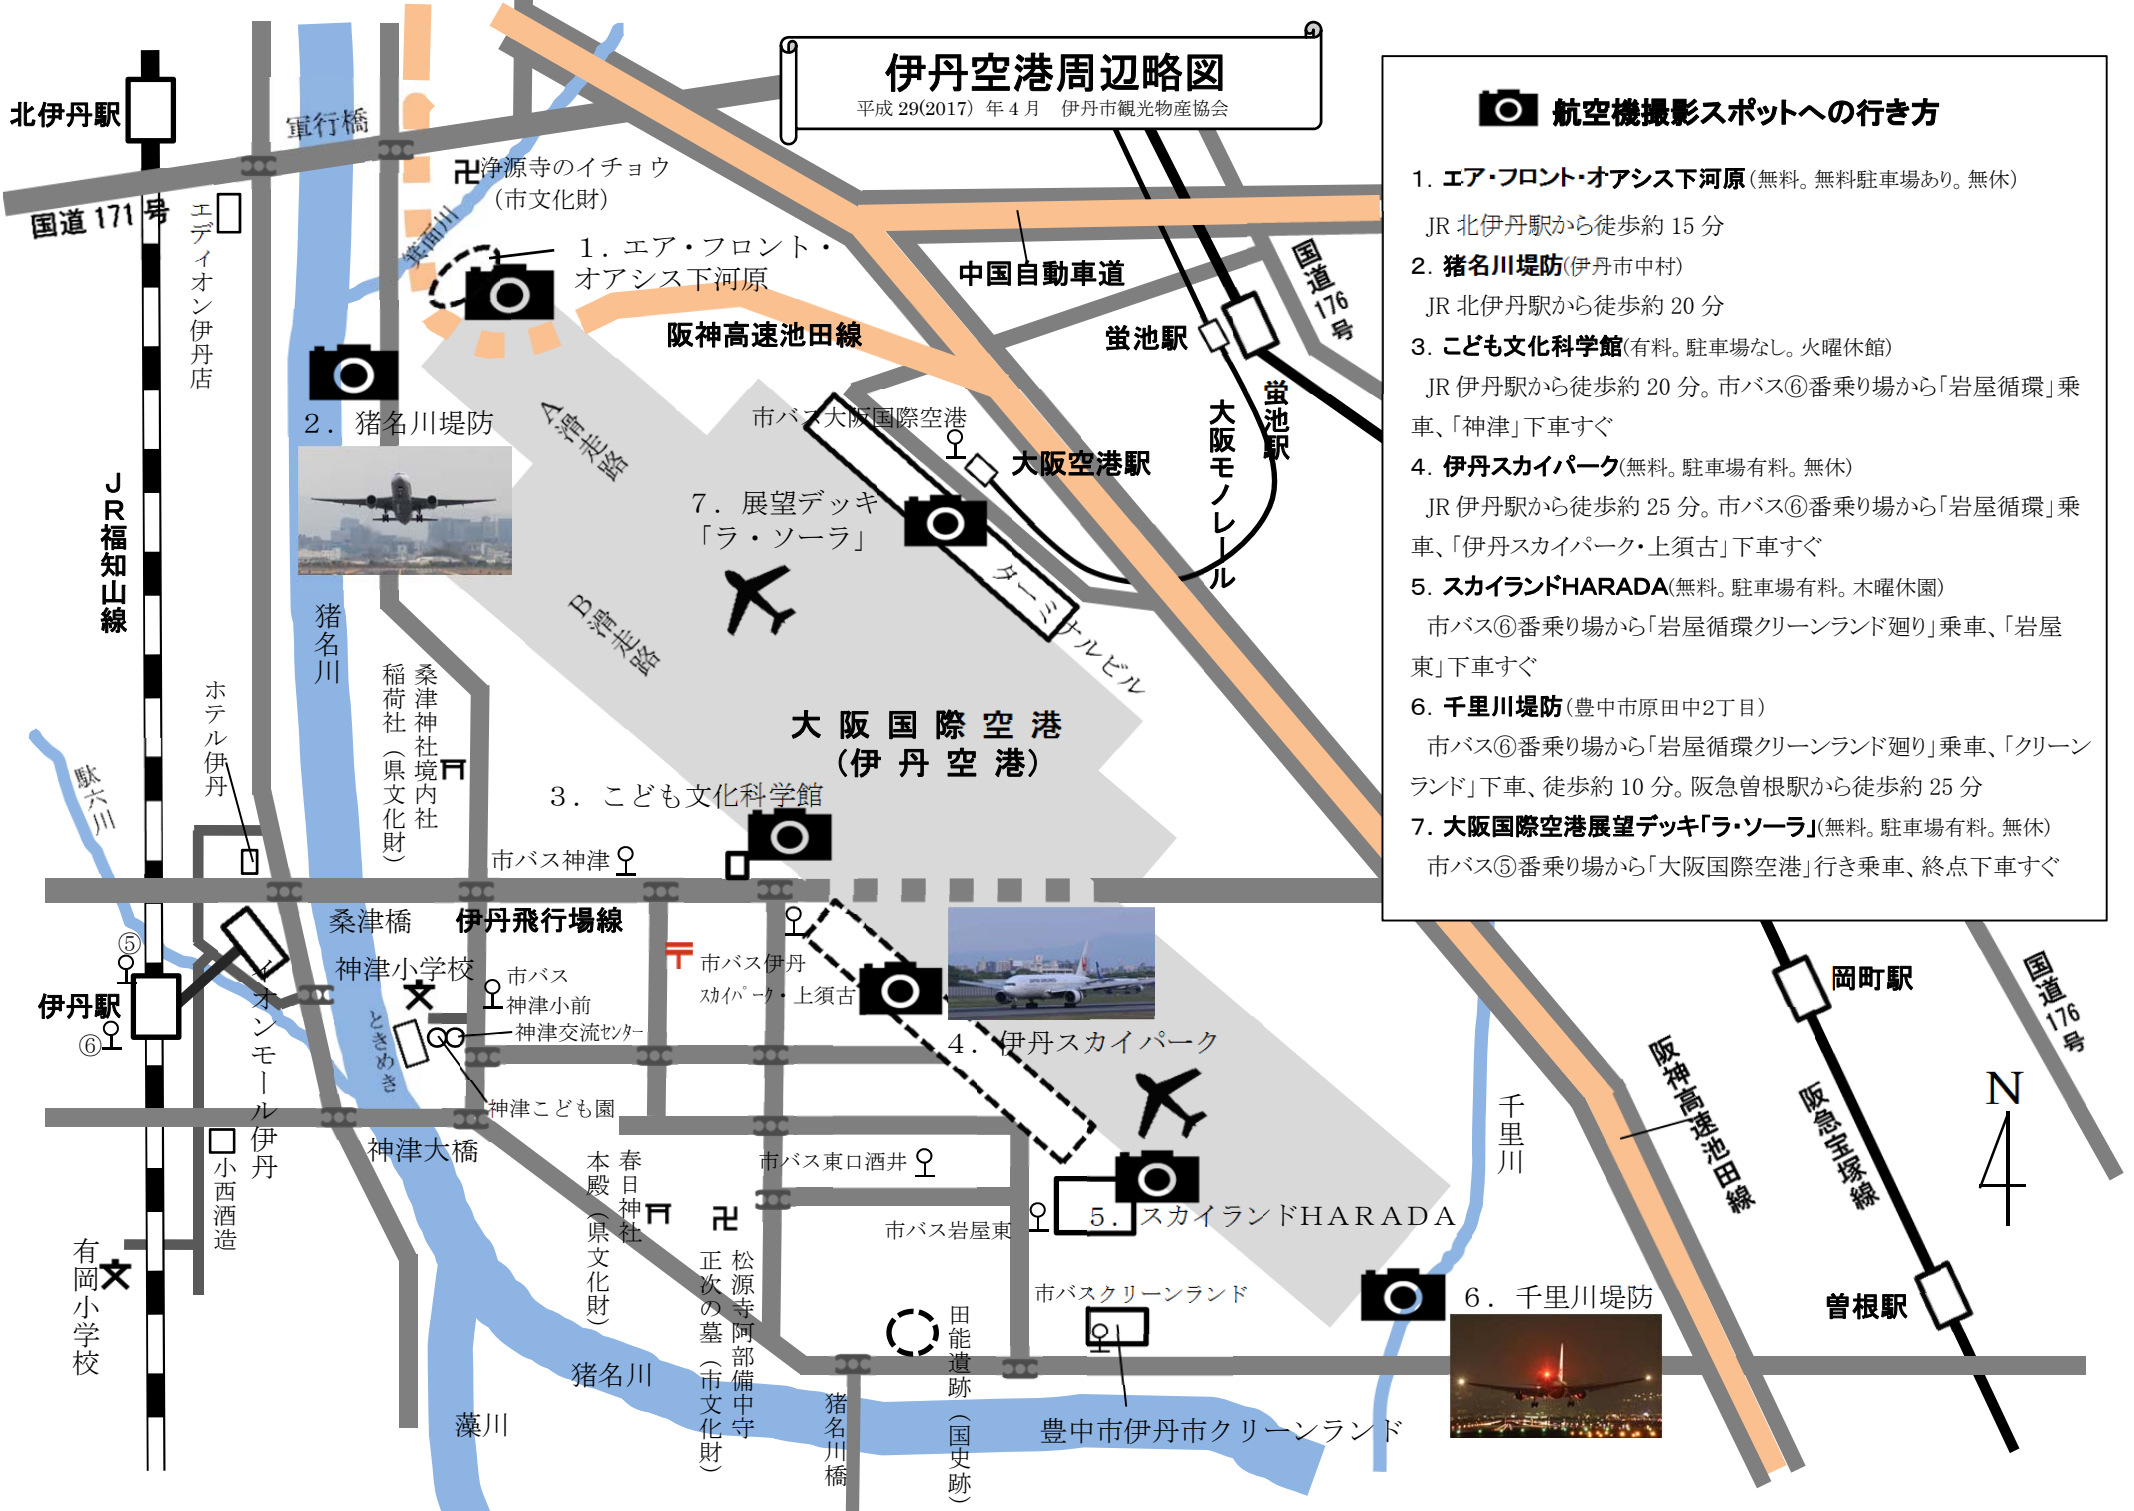 伊丹空港周辺略図
平成 29(2017) 年 4 月　伊丹市観光物産協会
航空機撮影スポットへの行き方
1. エア・フロント・オアシス下河原(無料。無料駐車場あり。無休)
JR 北伊丹駅から徒歩約 15 分
2. 猪名川堤防(伊丹市中村)
JR 北伊丹駅から徒歩約 20 分
3. こども文化科学館(有料。駐車場なし。火曜休館)
JR 伊丹駅から徒歩約 20 分。市バス⑥番乗り場から「岩屋循環」乗
車、「神津」下車すぐ
4. 伊丹スカイパーク(無料。駐車場有料。無休)
JR 伊丹駅から徒歩約 25 分。市バス⑥番乗り場から「岩屋循環」乗
車、「伊丹スカイパーク・上須古」下車すぐ
5. スカイランドHARADA(無料。駐車場有料。木曜休園)
市バス⑥番乗り場から「岩屋循環クリーンランド廻り」乗車、「岩屋
東」下車すぐ
6. 千里川堤防(豊中市原田中2丁目)
市バス⑥番乗り場から「岩屋循環クリーンランド廻り」乗車、「クリーン
ランド」下車、徒歩約 10 分。阪急曽根駅から徒歩約 25 分
7. 大阪国際空港展望デッキ「ラ・ソーラ」(無料。駐車場有料。無休)
市バス⑤番乗り場から「大阪国際空港」行き乗車、終点下車すぐ
北伊丹駅
軍行橋
国道 171 号
エディオン伊丹店
卍浄源寺のイチョウ
（市文化財）
箕面川
1．エア・フロント・
オアシス下河原
中国自動車道
国道176号
阪神高速池田線
蛍池駅
蛍池駅
大阪モノレール
2．猪名川堤防
A滑走路
市バス大阪国際空港
大阪空港駅
7．展望デッキ
「ラ・ソーラ」
ターミナルビル
B滑走路
JR福知山線
猪名川
桑津神社境内社
稲荷社（県文化財）
ホテル伊丹
駄六川
大阪国際空港
（伊丹空港）
3．こども文化科学館
市バス神津
桑津橋
伊丹飛行場線
神津小学校
文
市バス
神津小前
神津交流センター
ときめき
神津こども園
〒
市バス伊丹
スカイパーク・上須古
4．伊丹スカイパーク
⑤
伊丹駅
⑥
イオンモール伊丹
神津大橋
小西酒造
有岡小学校
文
春日神社
本殿（県文化財）
卍
松源寺阿部備中守
正次の墓（市文化財）
市バス東口酒井
市バス岩屋東
5．スカイランドHARADA
市バスクリーンランド
田能遺跡（国史跡）
豊中市伊丹市クリーンランド
猪名川
藻川
猪名川橋
6．千里川堤防
千里川
阪神高速池田線
阪急宝塚線
岡町駅
曽根駅
国道176号
N